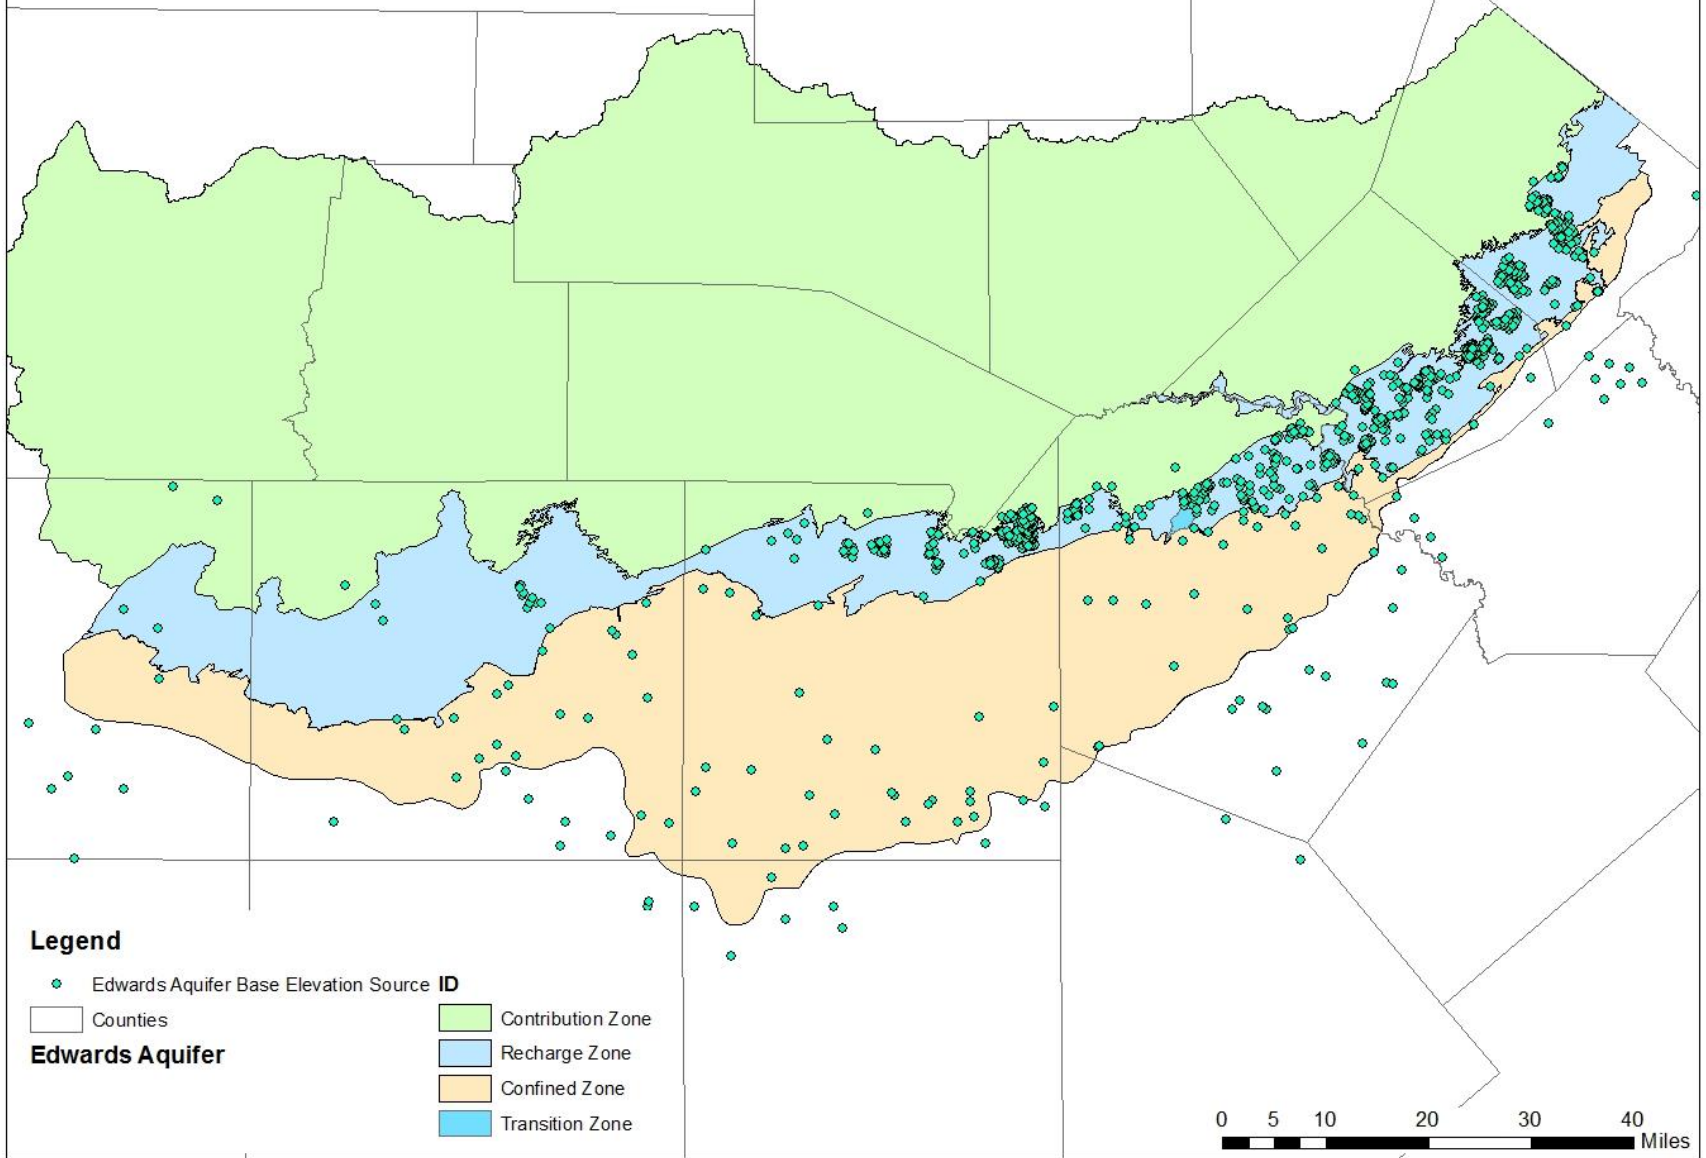 Legend
Edwards Aquifer Base Elevation Source ID
Counties
Contribution Zone
Edwards Aquifer
Recharge Zone
Confined Zone
Transition Zone
0 5 10 20 30 40
Miles